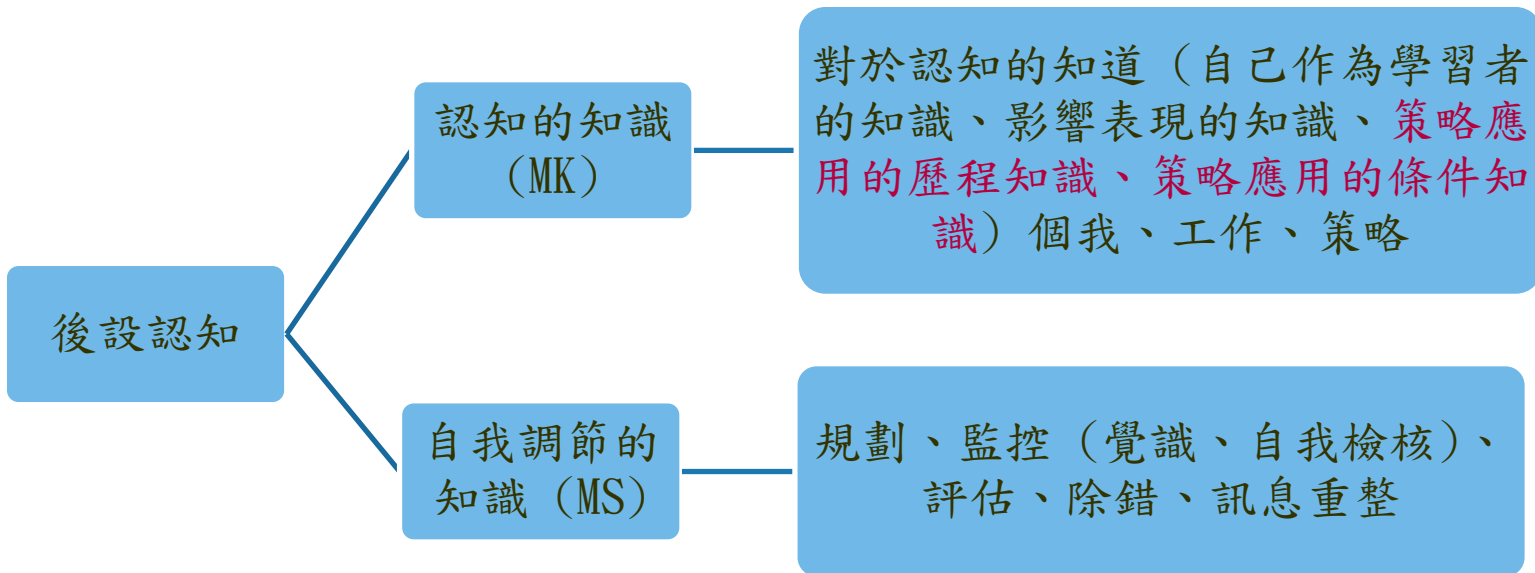 對於認知的知道（自己作為學習者
的知識、影響表現的知識、策略應
用的歷程知識、策略應用的條件知
識）個我、工作、策略
認知的知識
（MK）
後設認知
自我調節的
知識（MS）
規劃、監控（覺識、自我檢核）、
評估、除錯、訊息重整